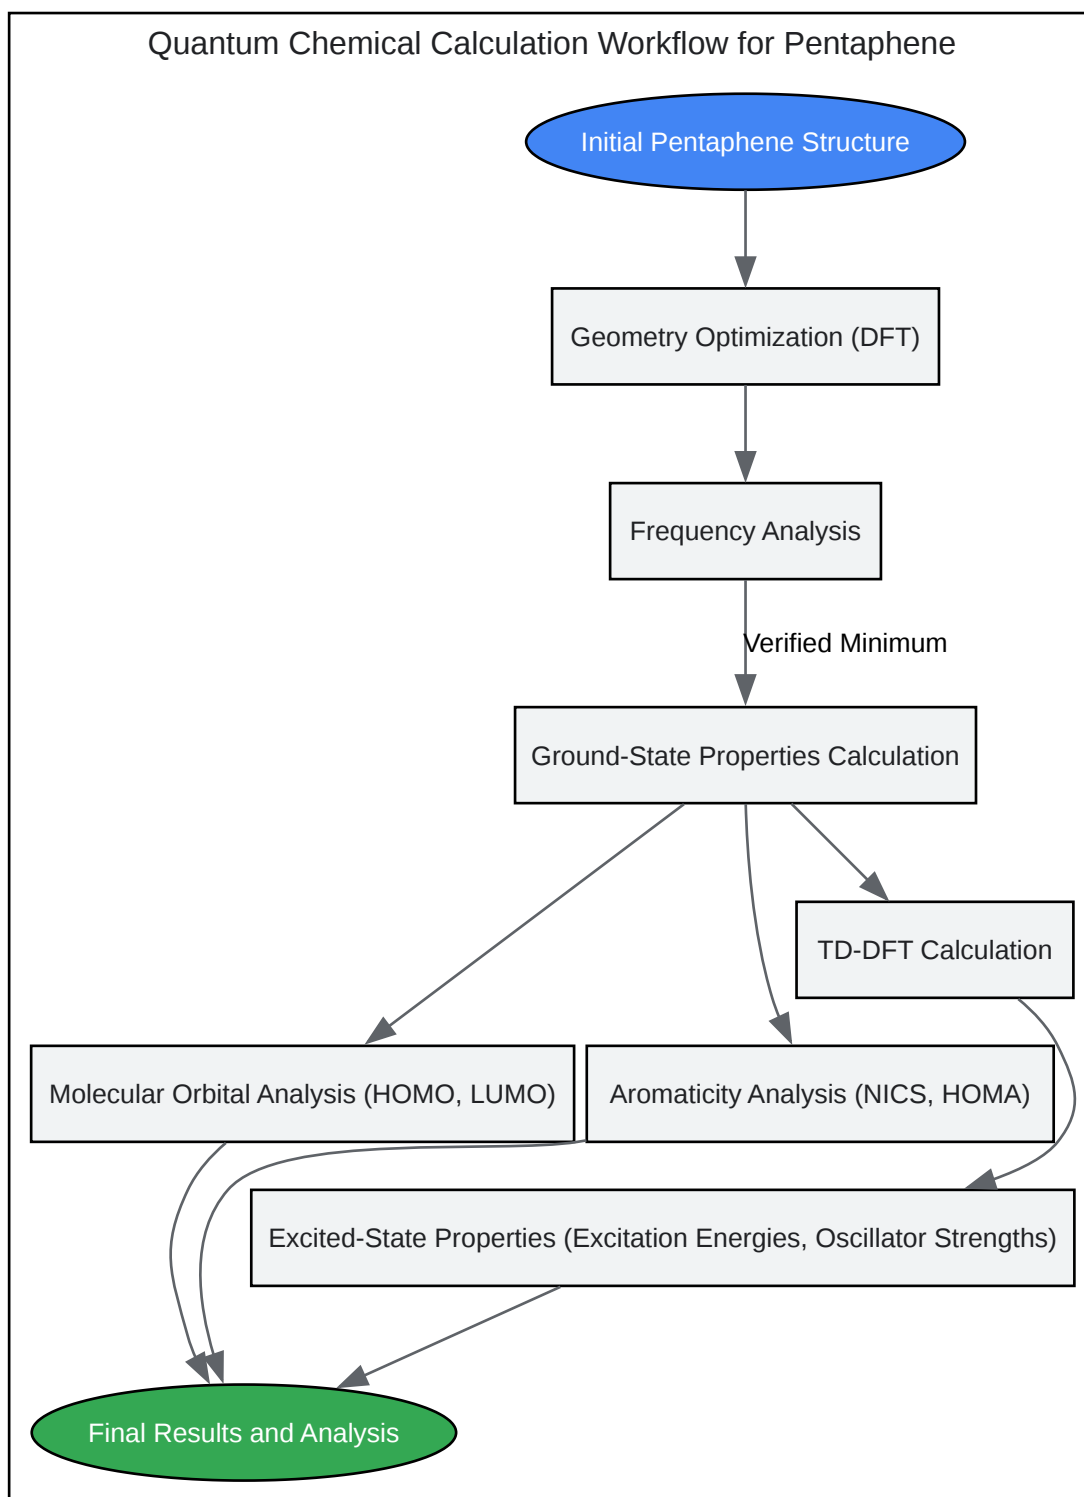 Quantum Chemical Calculation Workflow for Pentaphene
Initial Pentaphene Structure
Geometry Optimization (DFT)
Frequency Analysis
Verified Minimum
Ground-State Properties Calculation
TD-DFT Calculation
Molecular Orbital Analysis (HOMO, LUMO)
Aromaticity Analysis (NICS, HOMA)
Excited-State Properties (Excitation Energies, Oscillator Strengths)
Final Results and Analysis